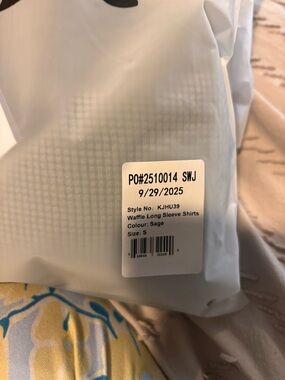 PO#2510014 SWJ
9/29/2025
Style No. KJHU39
Waffle Long Sleeve Shirts
Colour: Sage
Size: S